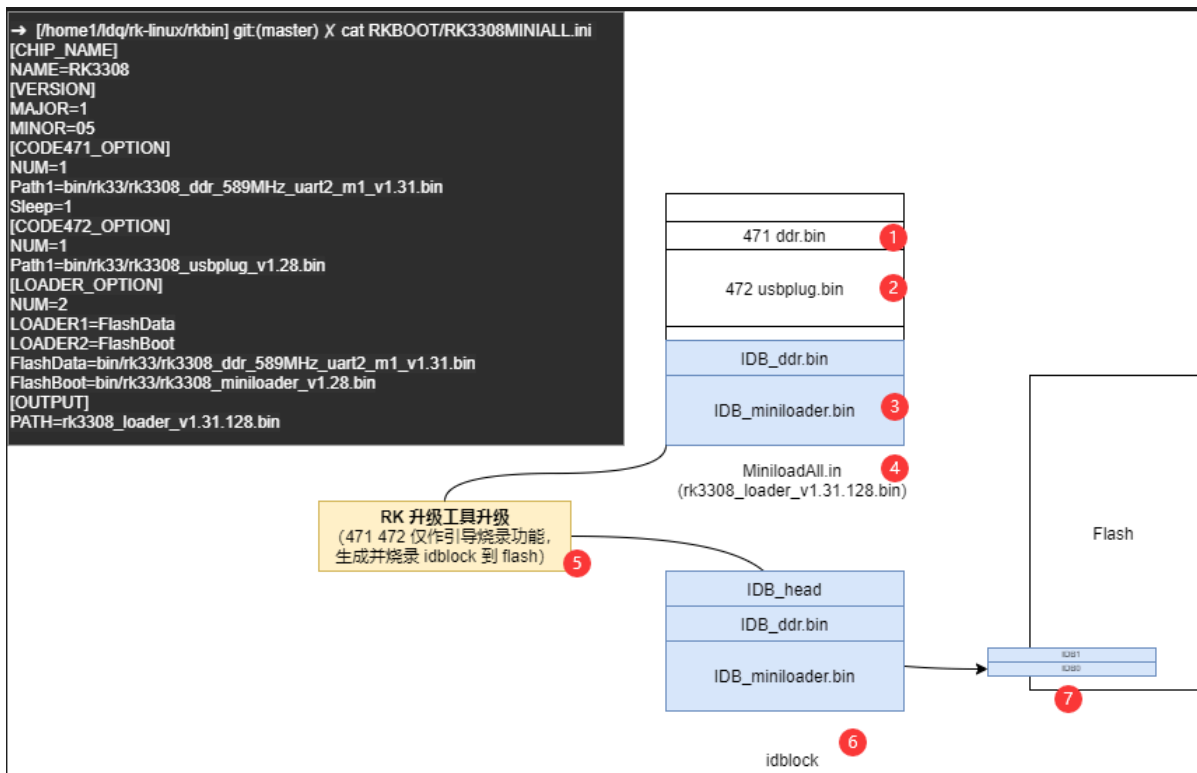 ➜ [/home1/ldq/rk-linux/rkbin] git:(master) ✗ cat RKBOOT/RK3308MINIALL.ini
[CHIP_NAME]
NAME=RK3308
[VERSION]
MAJOR=1
MINOR=05
[CODE471_OPTION]
NUM=1
Path1=bin/rk33/rk3308_ddr_589MHz_uart2_m1_v1.31.bin
Sleep=1
[CODE472_OPTION]
NUM=1
Path1=bin/rk33/rk3308_usbplug_v1.28.bin
[LOADER_OPTION]
NUM=2
LOADER1=FlashData
LOADER2=FlashBoot
FlashData=bin/rk33/rk3308_ddr_589MHz_uart2_m1_v1.31.bin
FlashBoot=bin/rk33/rk3308_miniloader_v1.28.bin
[OUTPUT]
PATH=rk3308_loader_v1.31.128.bin
471 ddr.bin
1
472 usbplug.bin
2
IDB_ddr.bin
IDB_miniloader.bin
3
MiniloadAll.in
(rk3308_loader_v1.31.128.bin)
4
RK 升级工具升级
(471 472 仅作引导烧录功能,
生成并烧录 idblock 到 flash)
5
IDB_head
IDB_ddr.bin
IDB_miniloader.bin
6
idblock
Flash
IDB1
IDB0
7